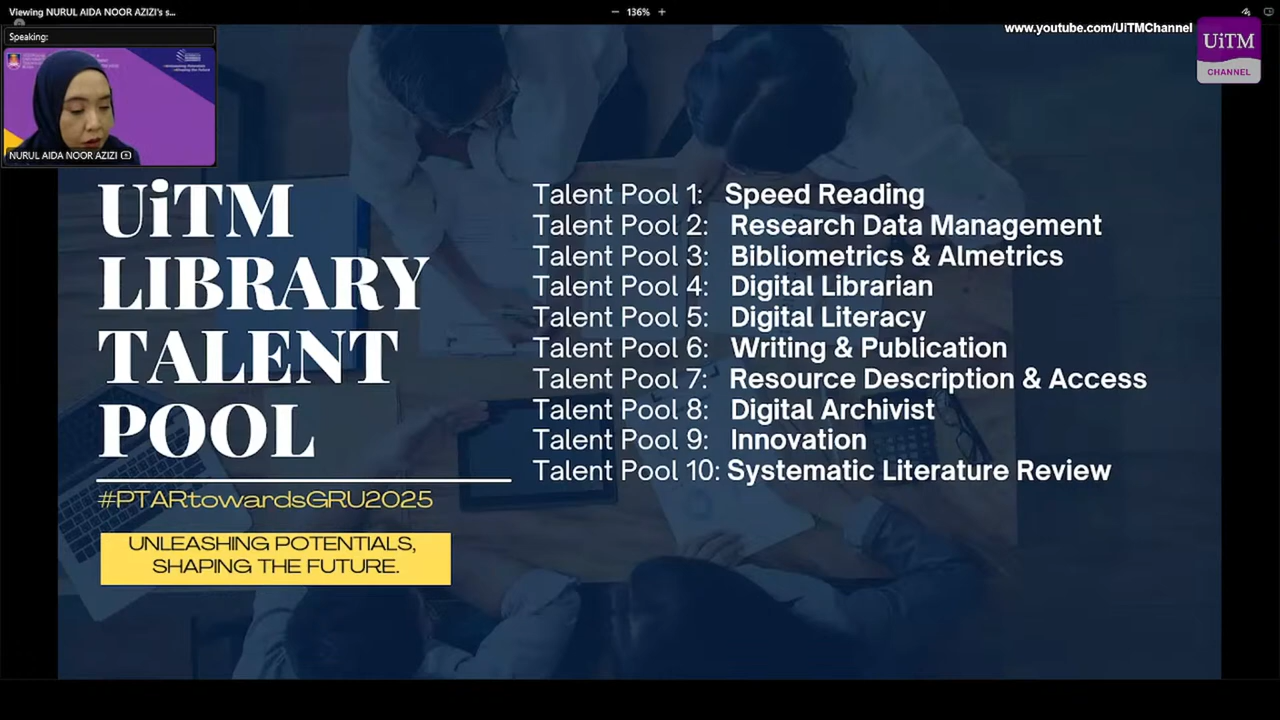 Viewing NURUL AIDA NOOR AZIZI's s...
136%
www.youtube.com/UiTMChannel
UiTM
CHANNEL
Speaking:
NURUL AIDA NOOR AZIZI
UiTM
LIBRARY
TALENT
POOL
#PTARtowardsGRU2025
UNLEASHING POTENTIALS,
SHAPING THE FUTURE.
Talent Pool 1: Speed Reading
Talent Pool 2: Research Data Management
Talent Pool 3: Bibliometrics & Almetrics
Talent Pool 4: Digital Librarian
Talent Pool 5: Digital Literacy
Talent Pool 6: Writing & Publication
Talent Pool 7: Resource Description & Access
Talent Pool 8: Digital Archivist
Talent Pool 9: Innovation
Talent Pool 10: Systematic Literature Review